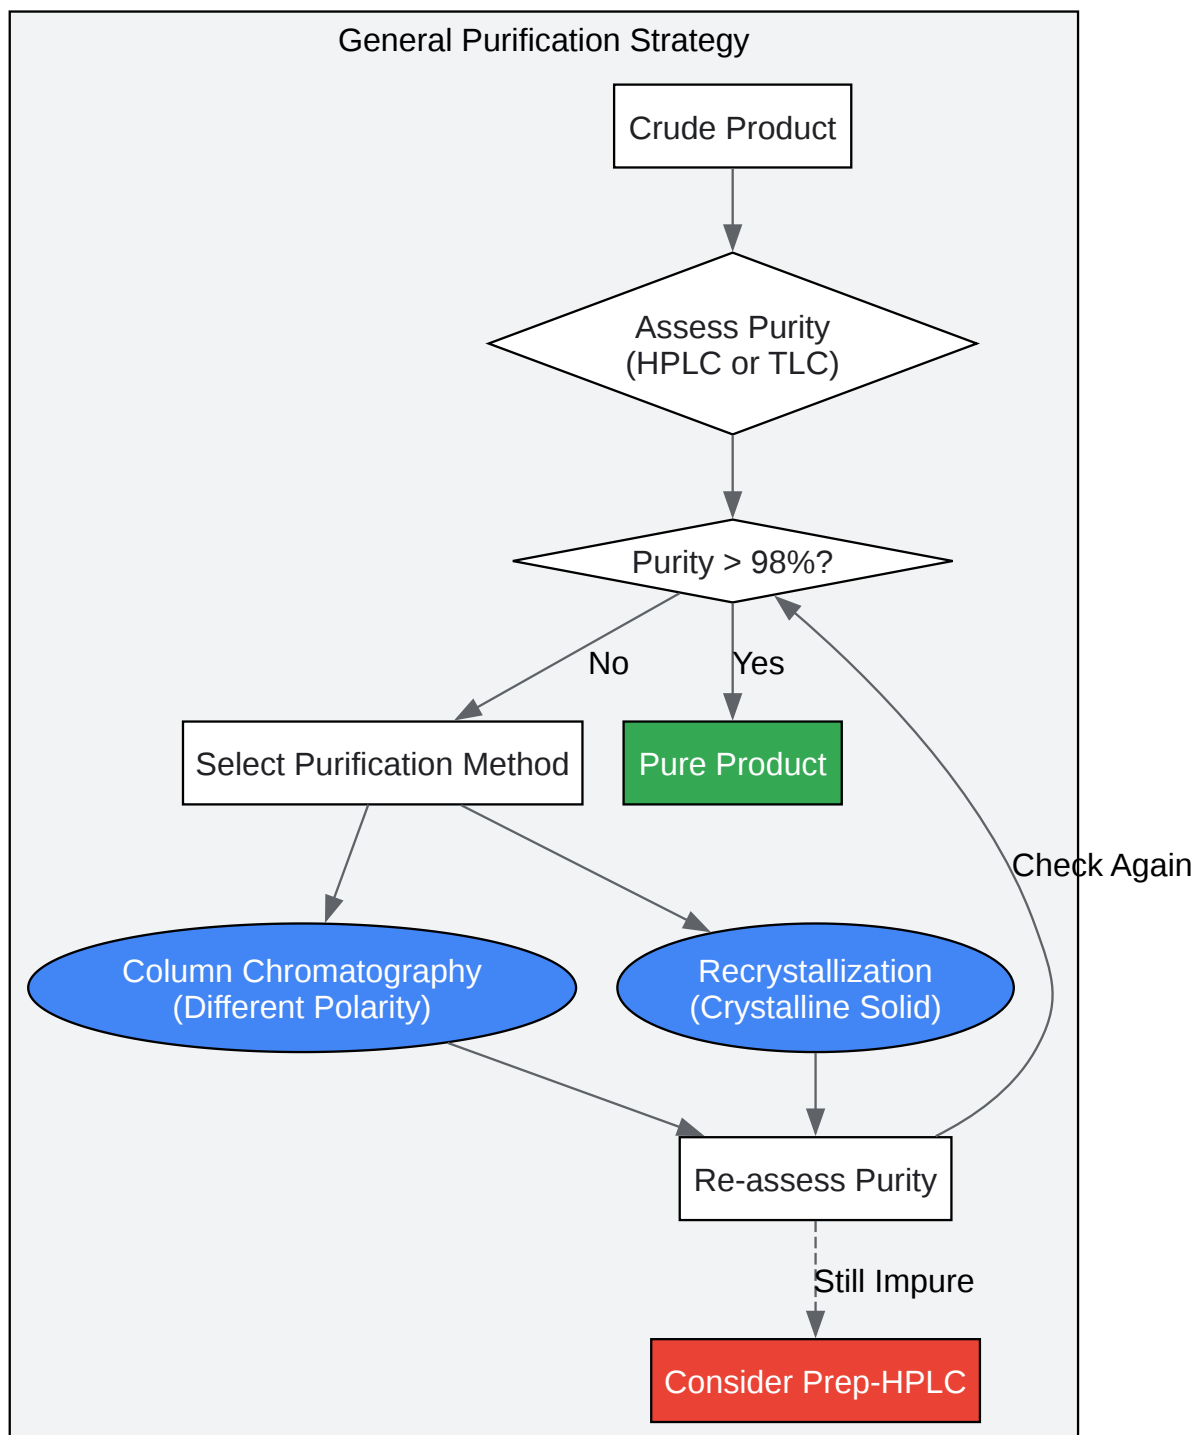 General Purification Strategy
Crude Product
Assess Purity
(HPLC or TLC)
Purity > 98%?
No
Yes
Select Purification Method
Pure Product
Check Again
Column Chromatography
(Different Polarity)
Recrystallization
(Crystalline Solid)
Re-assess Purity
Still Impure
Consider Prep-HPLC